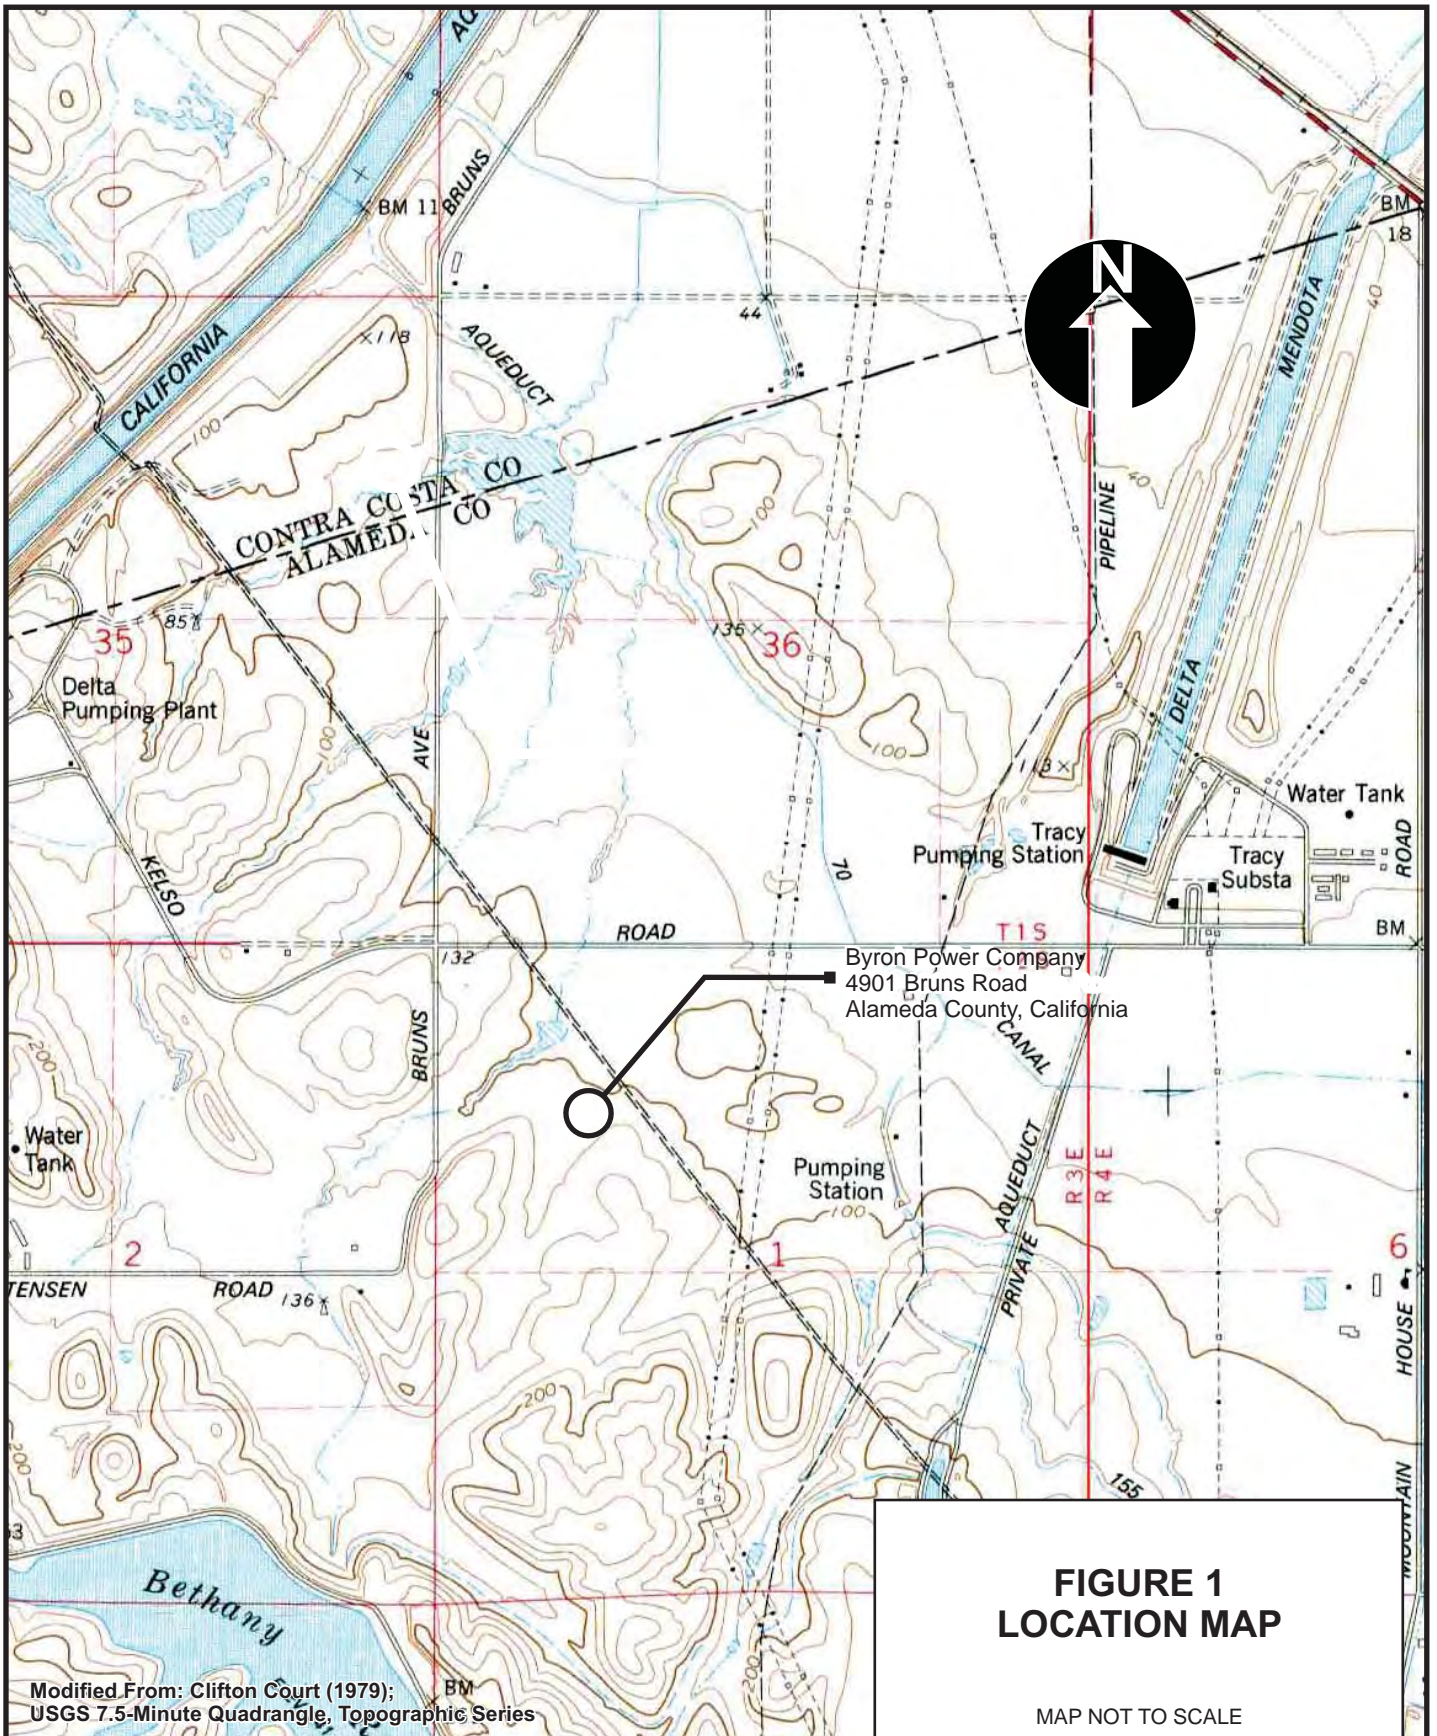 AQ
BRUNS
BM 11
BM
18
N
CALIFORNIA
×118
AQUEDUCT
44
MENDOTA
40
100
CONTRA COSTA CO
ALAMEDA CO
100
40
PIPELINE
35
85
135 ×
36
Delta
Pumping Plant
DELTA
100
AVE
100
113 ×
Water Tank
Tracy
Pumping Station
Tracy
Substa
ROAD
KELSO
70
ROAD
T1S
BM
132
Byron Power Company
4901 Bruns Road
Alameda County, California
BRUNS
CANAL
200
Water
Tank
AQUEDUCT
R3E
R4E
Pumping
Station
100
PRIVATE
2
1
6
TENSEN ROAD
136
HOUSE
200
200
155
MOUNTAIN
Bethany
FIGURE 1
LOCATION MAP
200
BM
Modified From: Clifton Court (1979);
USGS 7.5-Minute Quadrangle, Topographic Series
MAP NOT TO SCALE